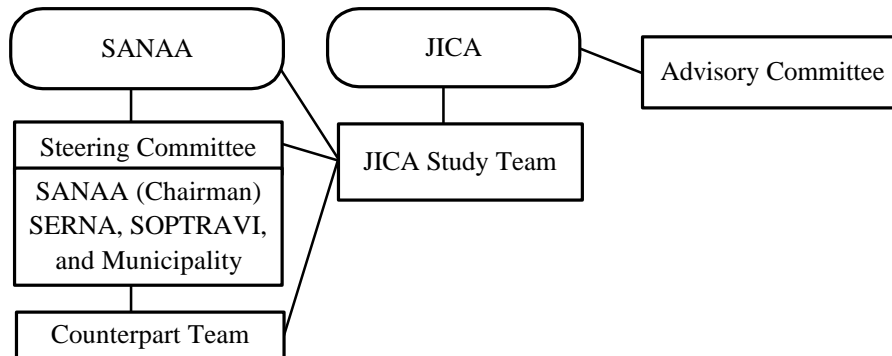 SANAA
JICA
Advisory Committee
Steering Committee
JICA Study Team
SANAA (Chairman)
SERNA, SOPTRAVI,
and Municipality
Counterpart Team